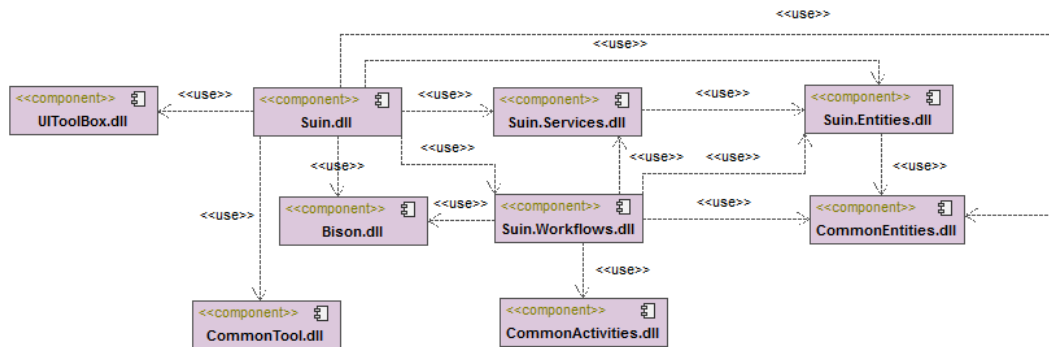 <<use>>
<<use>>
<<component>>
UIToolBox.dll
<<use>>
<<component>>
Suin.dll
<<use>>
<<component>>
Suin.Services.dll
<<use>>
<<component>>
Suin.Entities.dll
<<use>>
<<use>>
<<use>>
<<use>>
<<use>>
<<use>>
<<component>>
Bison.dll
<<use>>
<<component>>
Suin.Workflows.dll
<<use>>
<<component>>
CommonEntities.dll
<<use>>
<<component>>
CommonTool.dll
<<use>>
<<component>>
CommonActivities.dll